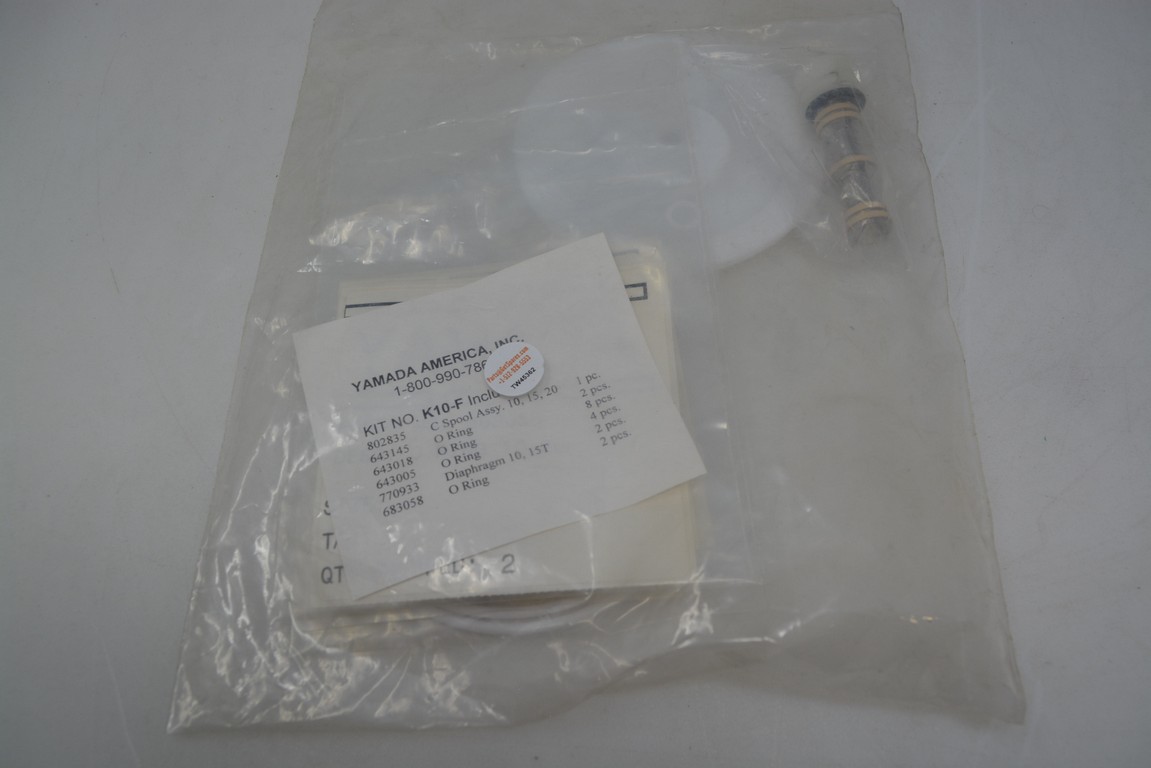 YAMADA AMERICA, INC.
1-800-990-786
KIT NO. K10-F Inclu
802835 C Spool Assy. 10, 15, 20 1 pc.
643145 O Ring 2 pcs.
643018 O Ring 8 pcs.
643005 O Ring 4 pcs.
770933 Diaphragm 10, 15T 2 pcs.
683058 O Ring 2 pcs.
TW45362
QT 2